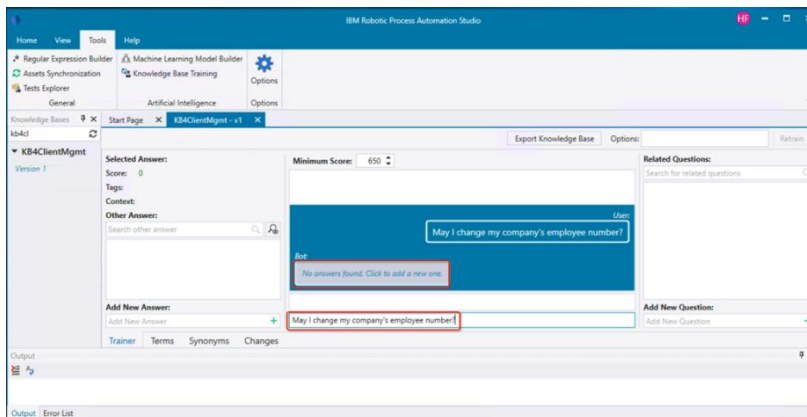 IBM Robotic Process Automation Studio
HF
Home View Tools Help
Regular Expression Builder
Assets Synchronization
Tests Explorer
General
Machine Learning Model Builder
Knowledge Base Training
Artificial Intelligence
Options
Options
Knowledge Bases
kb4cl
KB4ClientMgmt
Version 1
Start Page
KB4ClientMgmt - v1
Export Knowledge Base
Options:
Retrain
Selected Answer:
Score: 0
Tags:
Context:
Other Answer:
Search other answer
Add New Answer:
Add New Answer
Minimum Score: 650
User:
May I change my company's employee number?
Bot:
No answers found. Click to add a new one.
May I change my company's employee number?
Related Questions:
Search for related questions
Add New Question:
Add New Question
Trainer Terms Synonyms Changes
Output
Output Error List